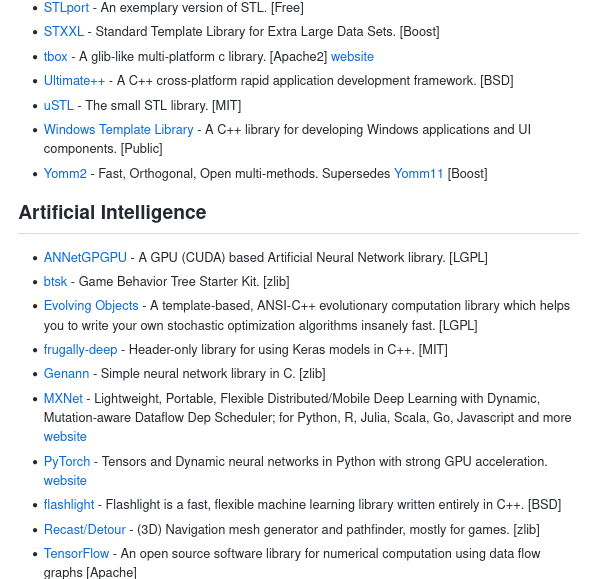 STLport - An exemplary version of STL. [Free]
STXXL - Standard Template Library for Extra Large Data Sets. [Boost]
tbox - A glib-like multi-platform c library. [Apache2] website
Ultimate++ - A C++ cross-platform rapid application development framework. [BSD]
uSTL - The small STL library. [MIT]
Windows Template Library - A C++ library for developing Windows applications and UI
components. [Public]
Yomm2 - Fast, Orthogonal, Open multi-methods. Supersedes Yomm11 [Boost]
Artificial Intelligence
ANNetGPGPU - A GPU (CUDA) based Artificial Neural Network library. [LGPL]
btsk - Game Behavior Tree Starter Kit. [zlib]
Evolving Objects - A template-based, ANSI-C++ evolutionary computation library which helps
you to write your own stochastic optimization algorithms insanely fast. [LGPL]
frugally-deep - Header-only library for using Keras models in C++. [MIT]
Genann - Simple neural network library in C. [zlib]
MXNet - Lightweight, Portable, Flexible Distributed/Mobile Deep Learning with Dynamic,
Mutation-aware Dataflow Dep Scheduler; for Python, R, Julia, Scala, Go, Javascript and more
website
PyTorch - Tensors and Dynamic neural networks in Python with strong GPU acceleration.
website
flashlight - Flashlight is a fast, flexible machine learning library written entirely in C++. [BSD]
Recast/Detour - (3D) Navigation mesh generator and pathfinder, mostly for games. [zlib]
TensorFlow - An open source software library for numerical computation using data flow
graphs [Apache]